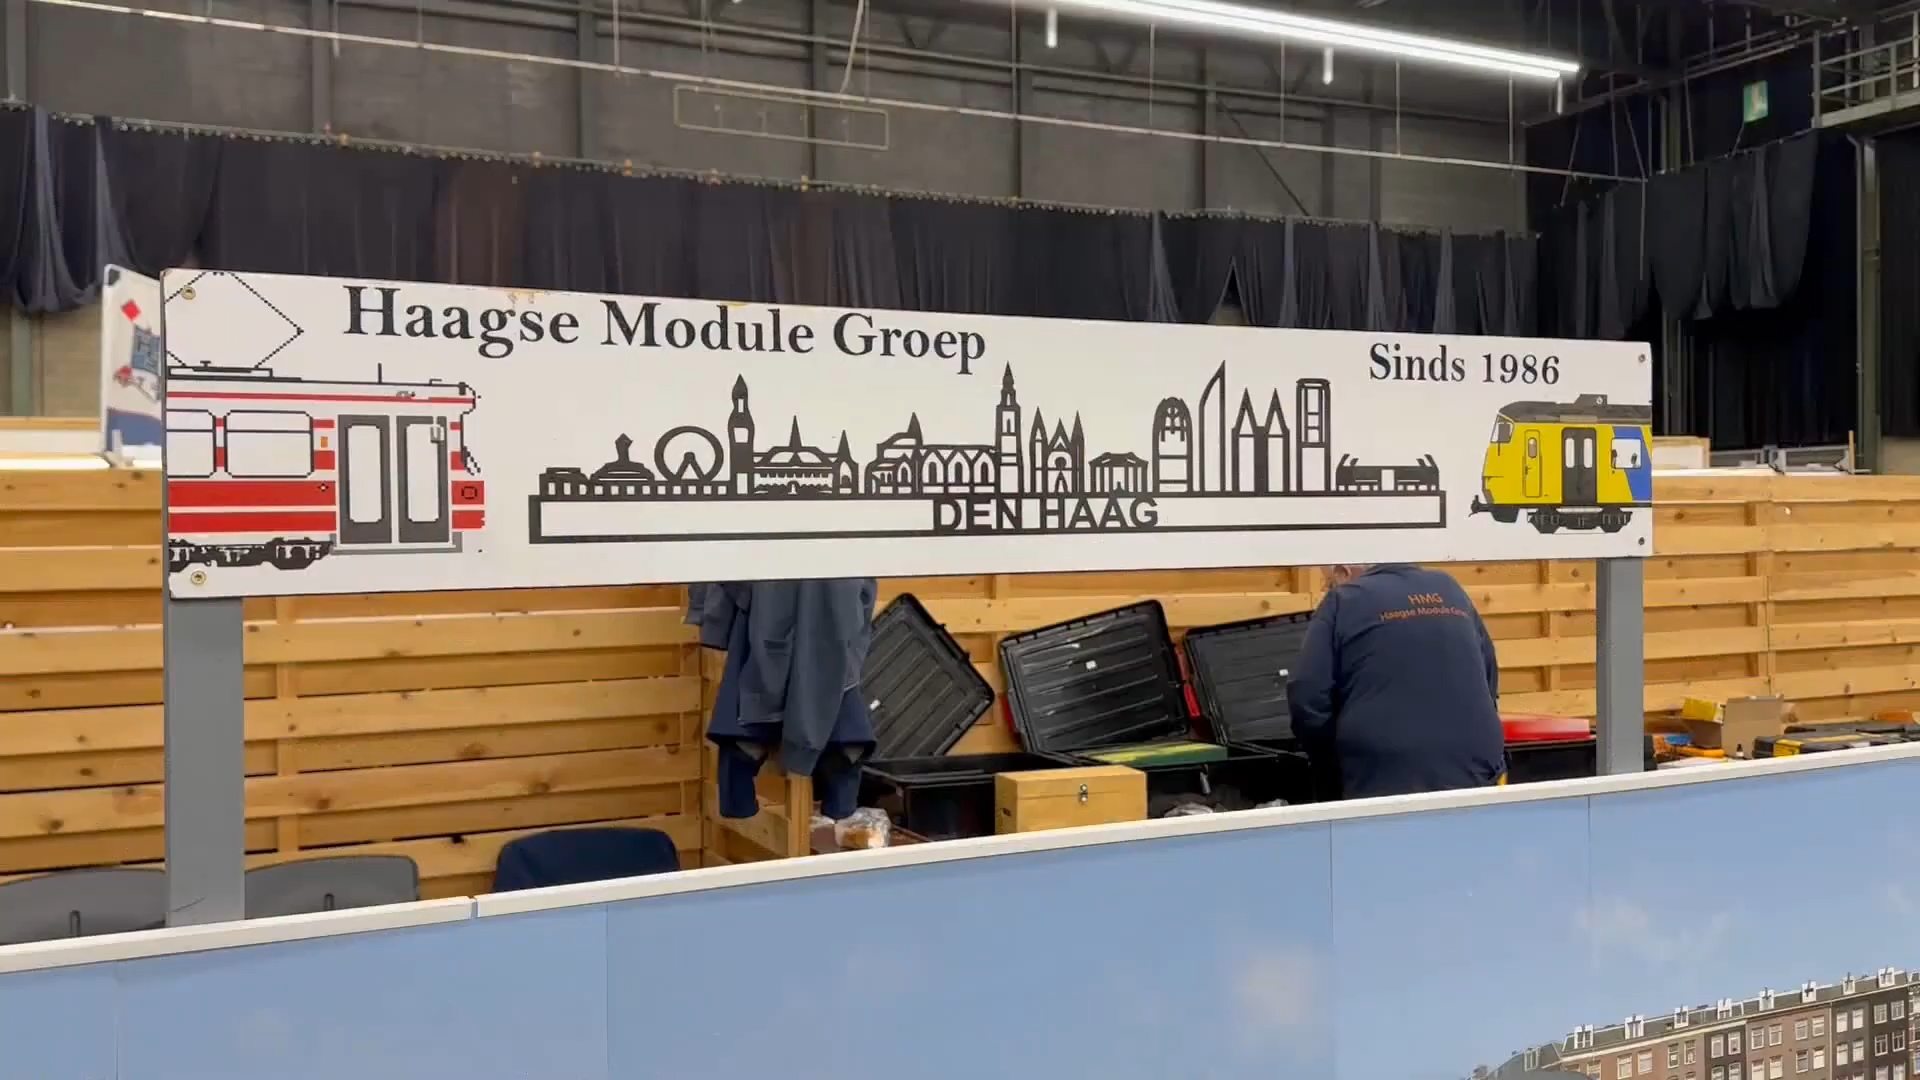 Haagse Module Groep
Sinds 1986
DEN HAAG
HMG
Haagse Module Groep